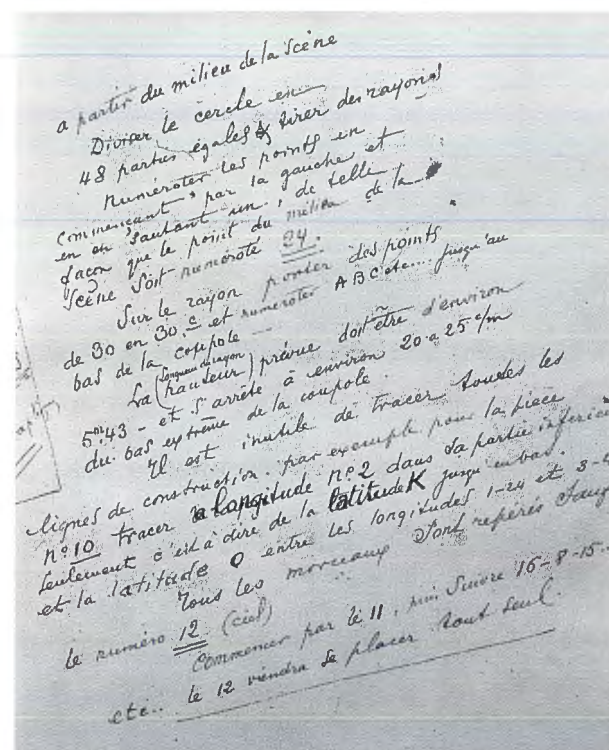 a partir du milieu de la Scène
Diviser le cercle en
48 parties égales & tirer des rayons
numéroter les points en
commençant par la gauche et
en en "sautant un", de telle
façon que le point du milieu de la
Scène soit numéroté 24.
Sur le rayon porter des points
de 30 en 30.c et numéroter A B C etc.... jusqu'au
bas de la coupole
La (longueur du rayon) (hauteur) prévue doit être d'environ
5m43 - et s'arrête à environ 20 à 25 c/m
du bas extrême de la coupole.
Il est inutile de tracer toutes les
lignes de construction. par exemple pour la pièce
n° 10 tracer la Longitude n° 2 dans sa partie inférieure
seulement c'est à dire de la latitude K jusqu'en bas.
et la latitude O entre les longitudes 1-24 et 3-4
Tous les morceaux sont repérés sauf
le numéro 12 (ciel)
Commencer par le 11, puis suivre 16-8-15..
etc.. le 12 viendra se placer tout seul.